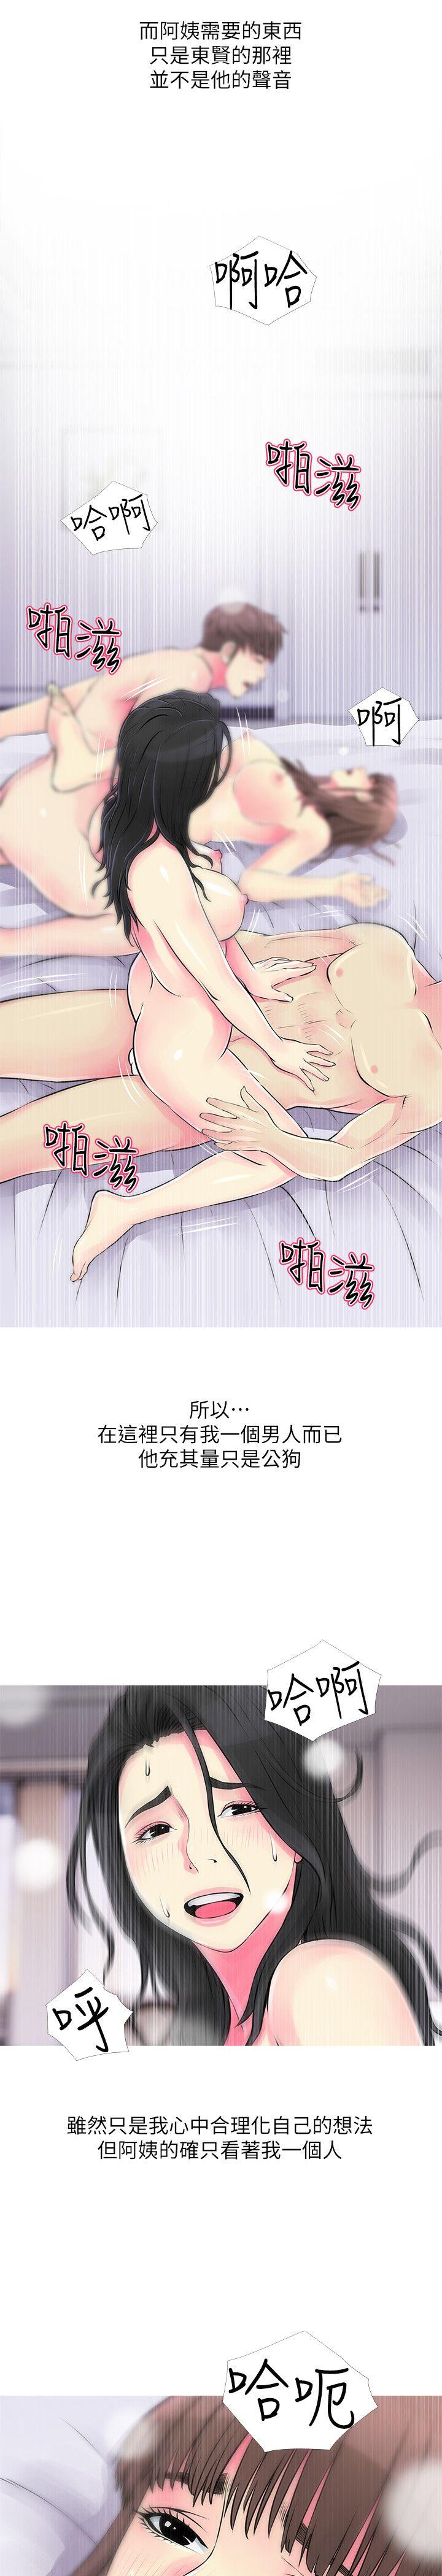 而阿姨需要的東西
只是東賢的那裡
並不是他的聲音
啊哈
啪滋
哈啊
啪滋
啊
啪滋
啪滋
所以⋯
在這裡只有我一個男人而已
他充其量只是公狗
哈啊
呼
雖然只是我心中合理化自己的想法
但阿姨的確只看著我一個人
哈呃